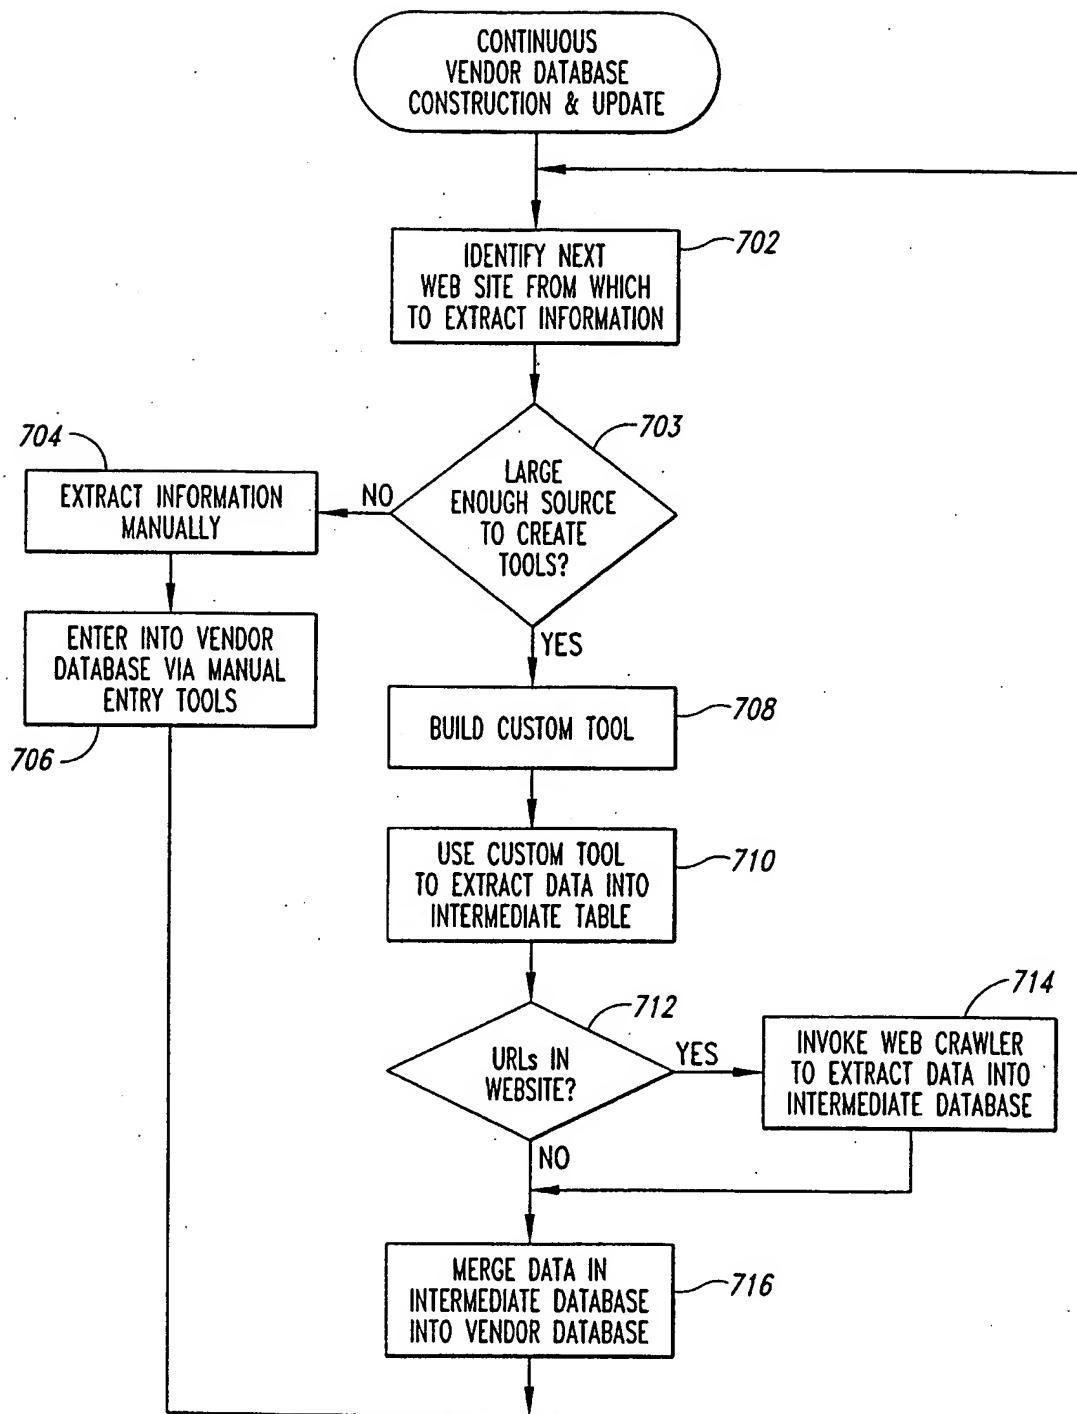 CONTINUOUS
VENDOR DATABASE
CONSTRUCTION & UPDATE
702
IDENTIFY NEXT
WEB SITE FROM WHICH
TO EXTRACT INFORMATION
703
LARGE
ENOUGH SOURCE
TO CREATE
TOOLS?
NO
704
EXTRACT INFORMATION
MANUALLY
ENTER INTO VENDOR
DATABASE VIA MANUAL
ENTRY TOOLS
706
YES
BUILD CUSTOM TOOL
708
USE CUSTOM TOOL
TO EXTRACT DATA INTO
INTERMEDIATE TABLE
710
712
URLs IN
WEBSITE?
YES
714
INVOKE WEB CRAWLER
TO EXTRACT DATA INTO
INTERMEDIATE DATABASE
NO
MERGE DATA IN
INTERMEDIATE DATABASE
INTO VENDOR DATABASE
716